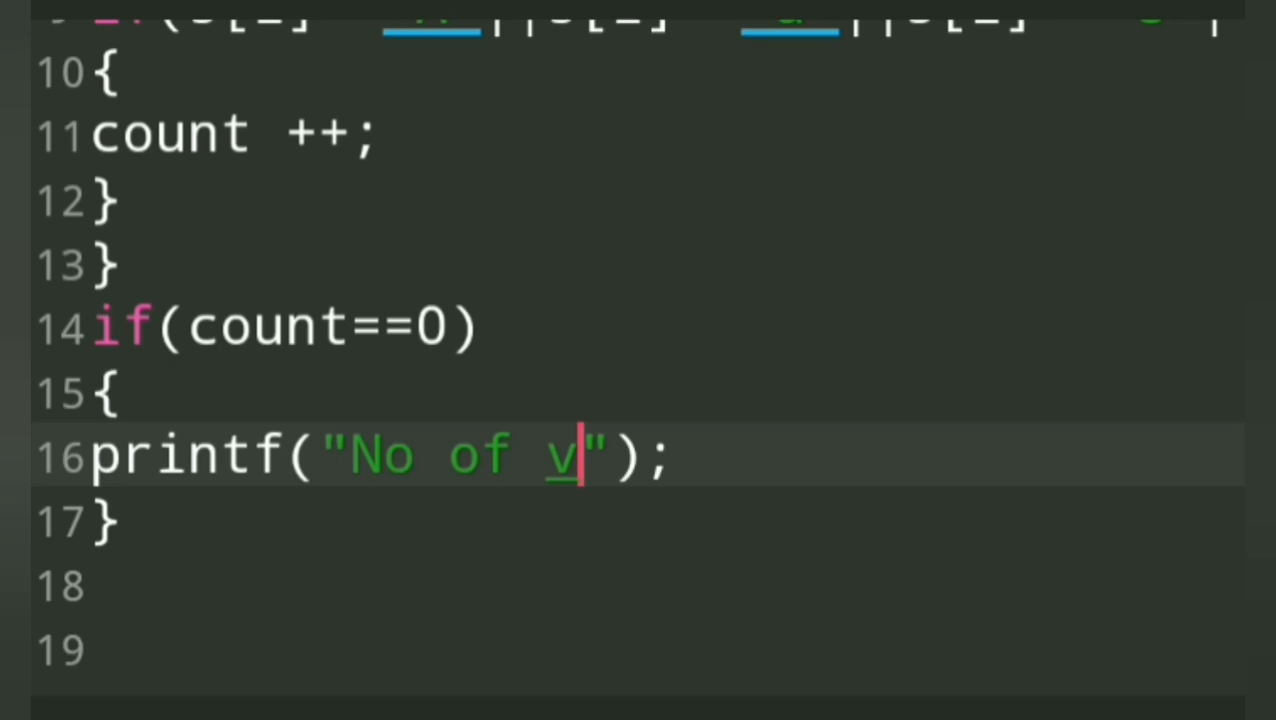 10{
11count ++;
12}
13}
14if(count==0)
15{
16printf("No of v");
17}
18
19